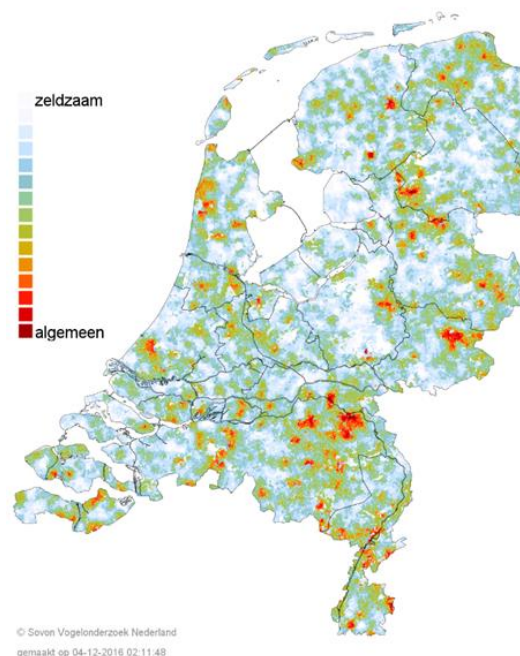 zeldzaam
algemeen
© Sovon Vogelonderzoek Nederland
gemaakt op 04-12-2016 02:11:48